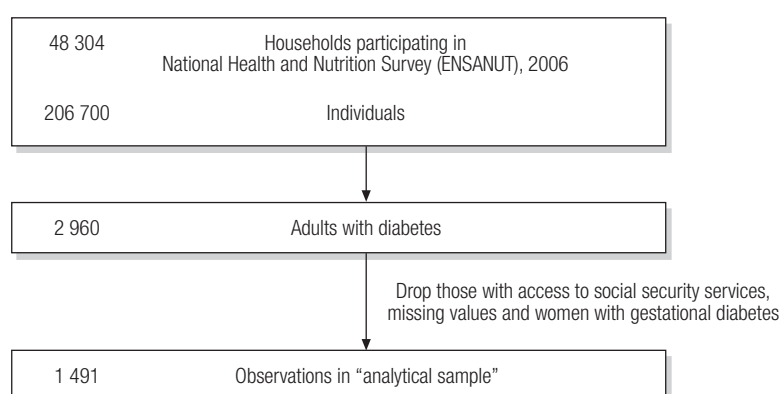 48 304 Households participating in
National Health and Nutrition Survey (ENSANUT), 2006
206 700 Individuals
2 960 Adults with diabetes
Drop those with access to social security services,
missing values and women with gestational diabetes
1 491 Observations in “analytical sample”